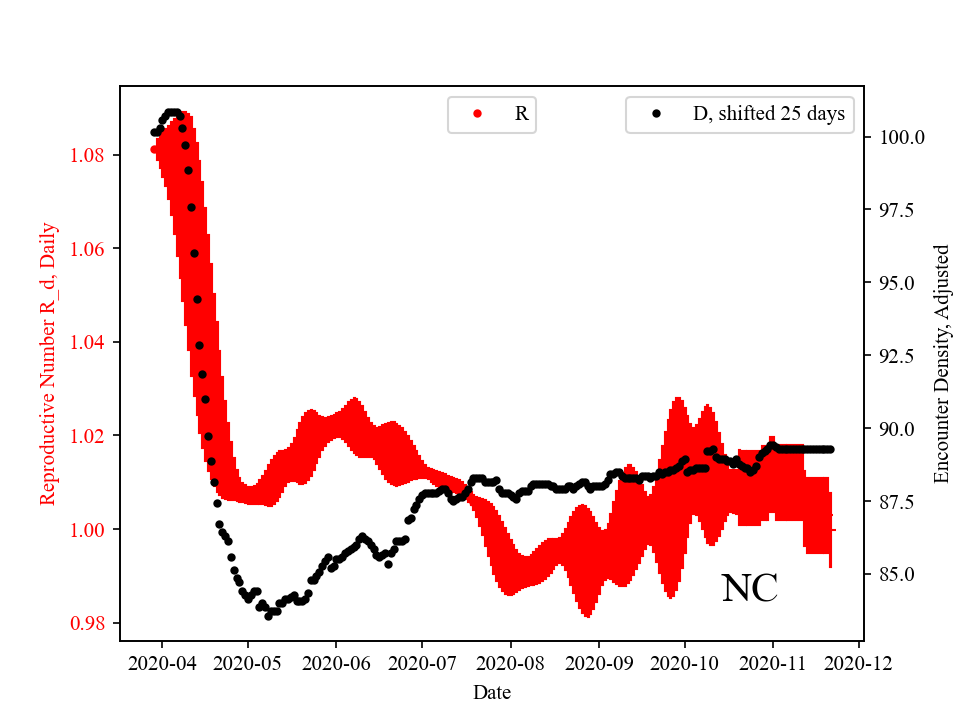 R
D, shifted 25 days
Reproductive Number R_d, Daily
1.08
1.06
1.04
1.02
1.00
0.98
100.0
97.5
95.0
92.5
90.0
87.5
85.0
Encounter Density, Adjusted
NC
2020-04 2020-05 2020-06 2020-07 2020-08 2020-09 2020-10 2020-11 2020-12
Date